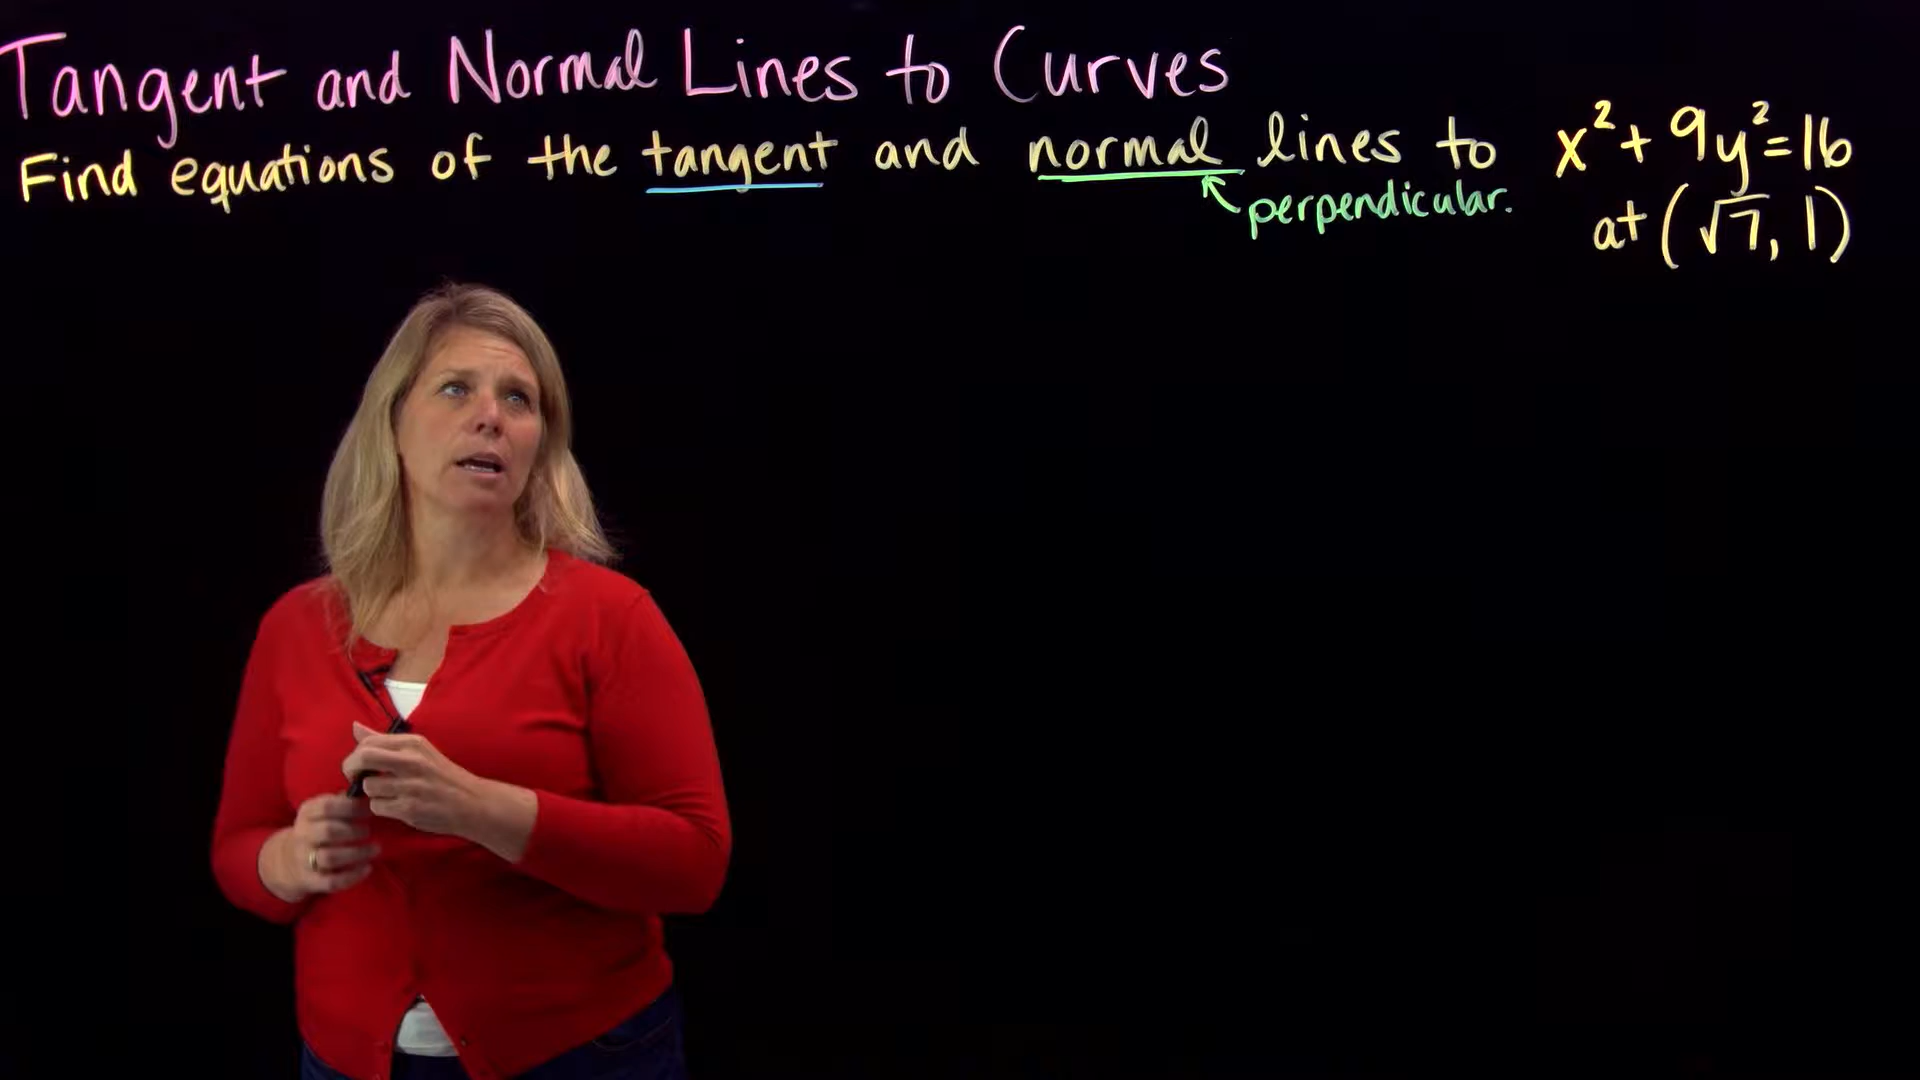 Tangent and Normal Lines to Curves
Find equations of the tangent and normal lines to x²+9y²=16
perpendicular.
at (√7, 1)